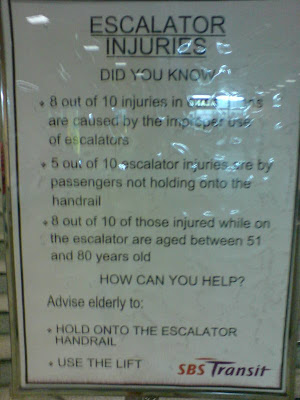 ESCALATOR
INJURIES
DID YOU KNOW
8 out of 10 injuries in
are caused by the improper use
of escalators
5 out of 10 escalator injuries are by
passengers not holding onto the
handrail
8 out of 10 of those injured while on
the escalator are aged between 51
and 80 years old
HOW CAN YOU HELP?
Advise elderly to:
HOLD ONTO THE ESCALATOR
HANDRAIL
USE THE LIFT
SBS Transit